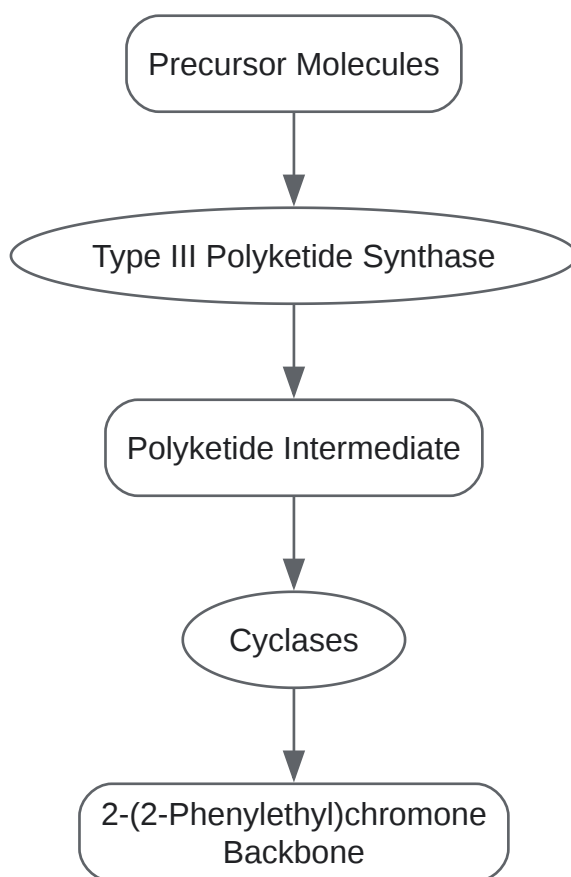 Precursor Molecules
Type III Polyketide Synthase
Polyketide Intermediate
Cyclases
2-(2-Phenylethyl)chromone
Backbone